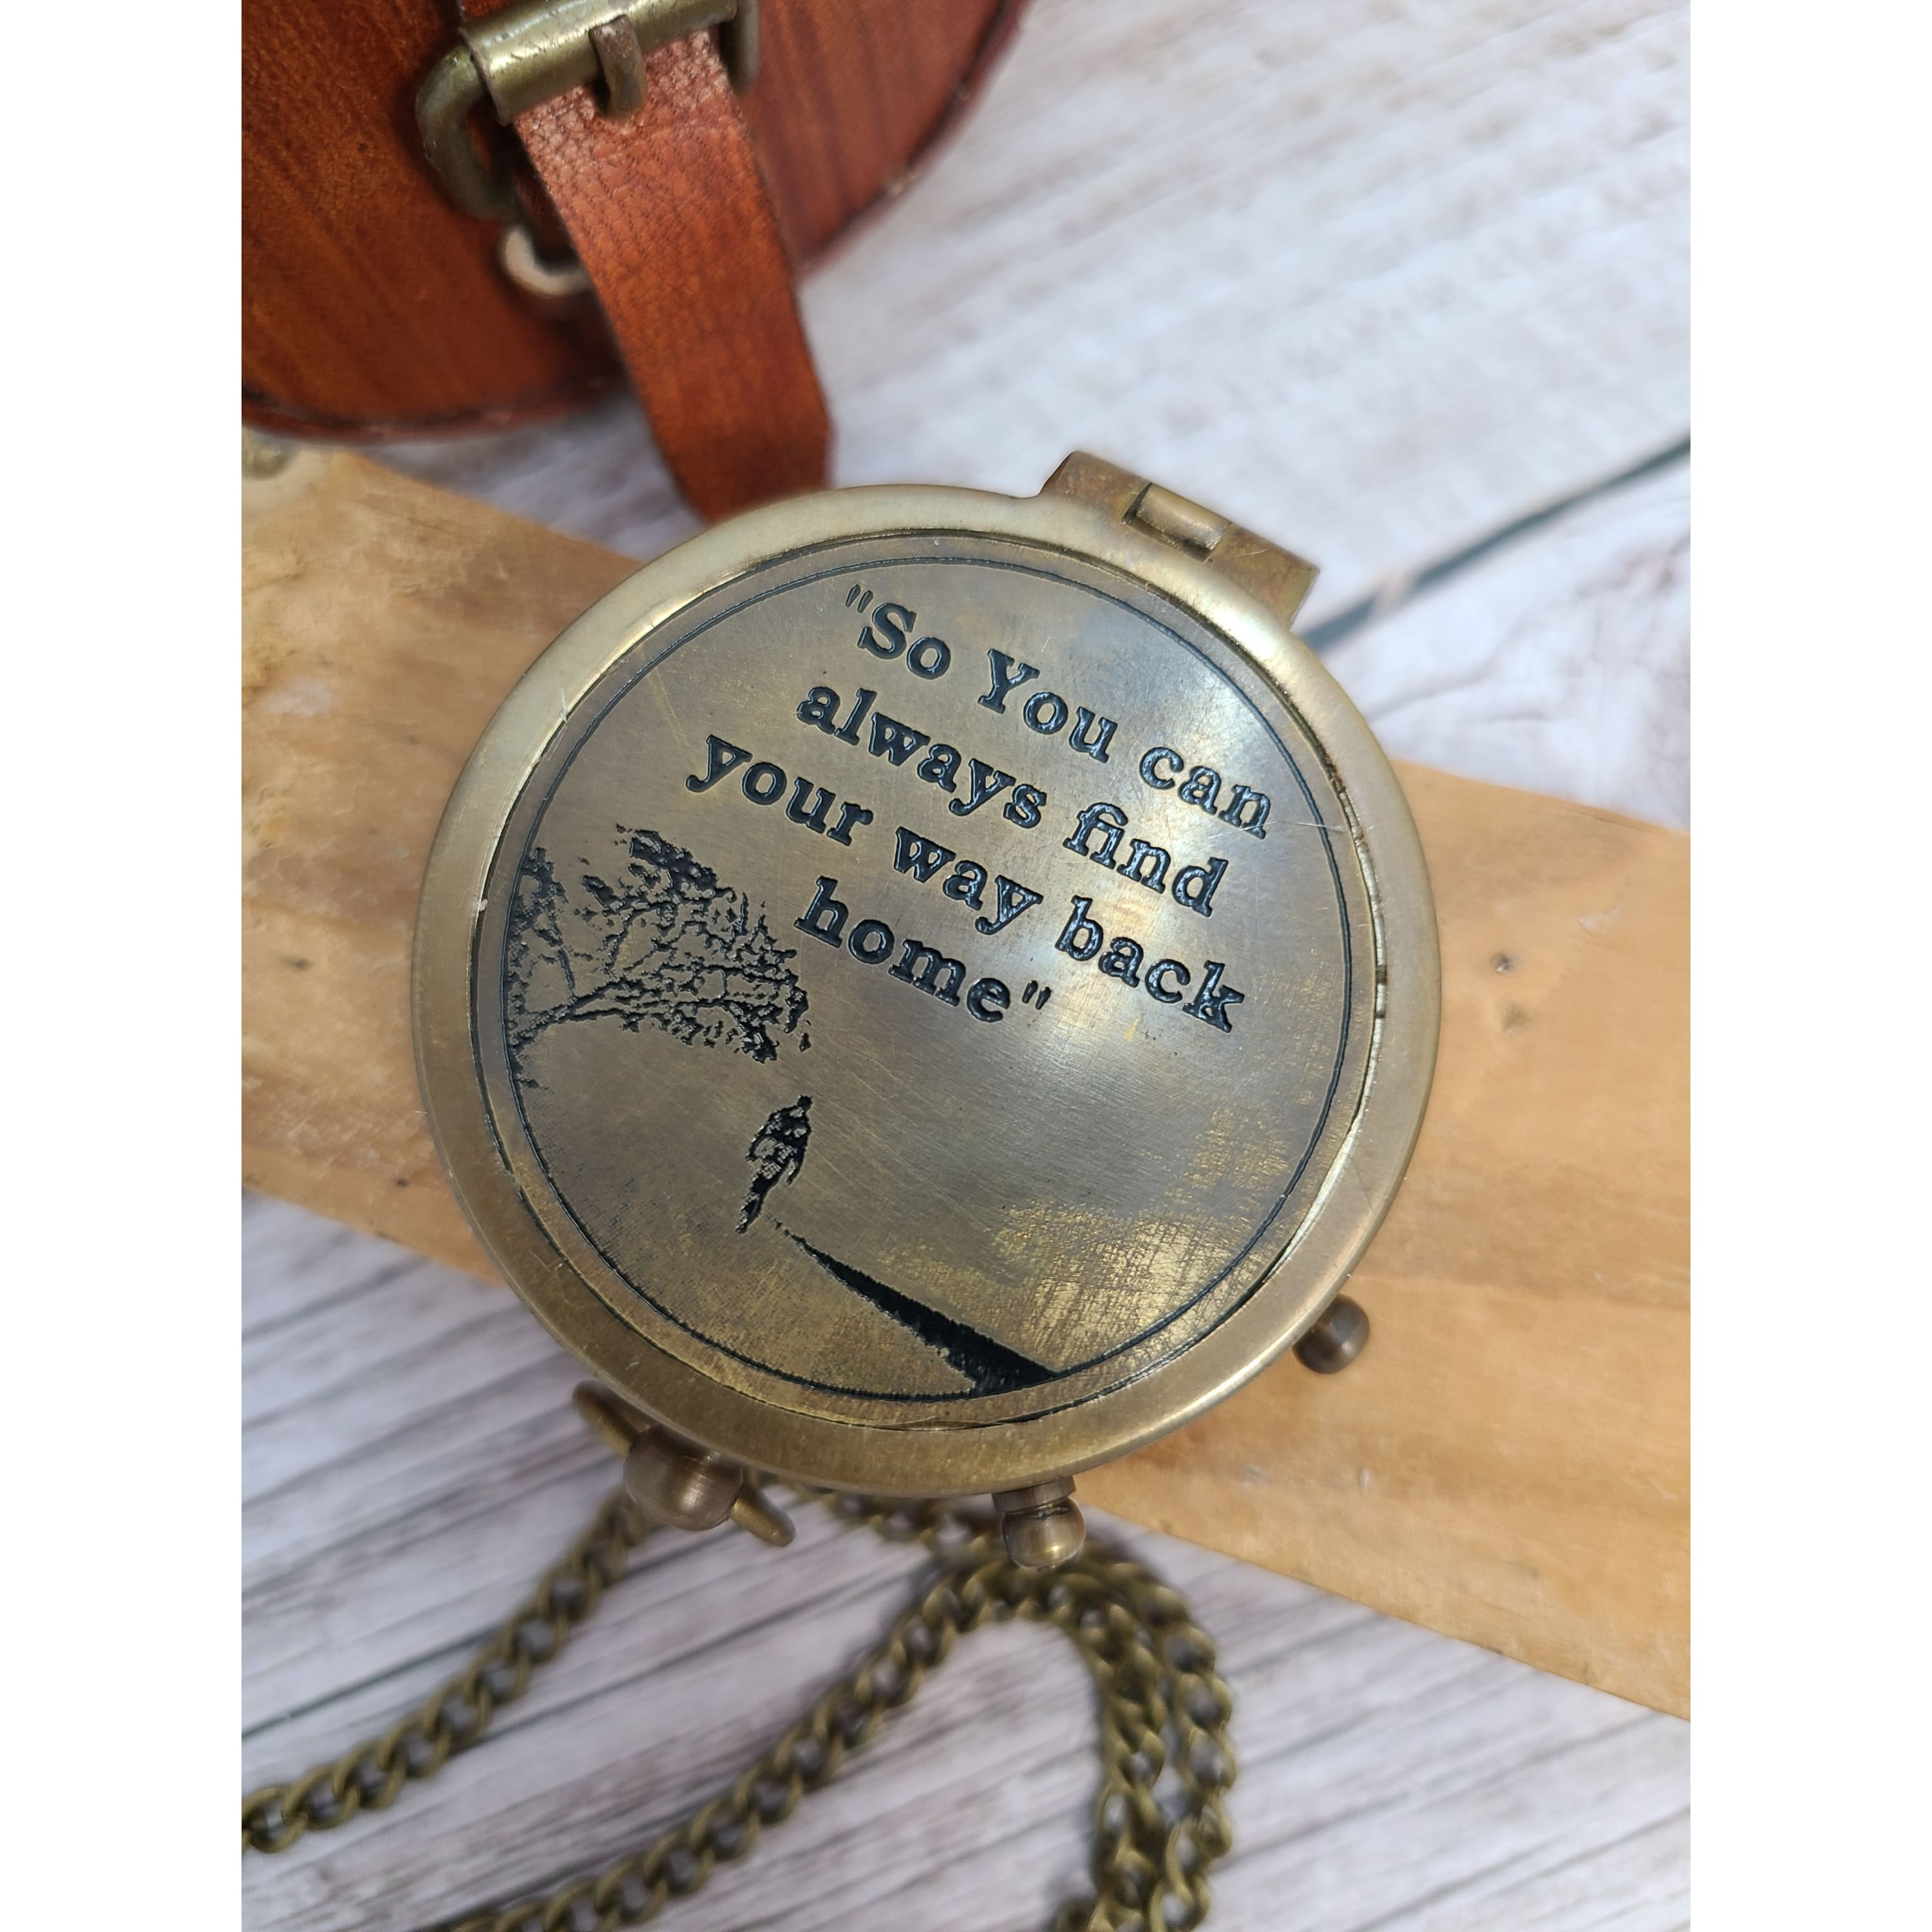 "So You can
always find
your way back
home"